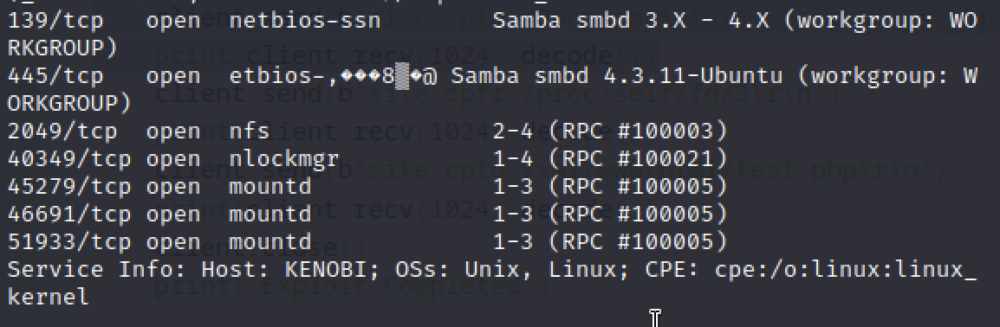 139/tcp   open  netbios-ssn        Samba smbd 3.X - 4.X (workgroup: WO
RKGROUP)
445/tcp   open  etbios-,���8▒�@ Samba smbd 4.3.11-Ubuntu (workgroup: W
ORKGROUP)
2049/tcp  open  nfs                2-4 (RPC #100003)
40349/tcp open  nlockmgr           1-4 (RPC #100021)
45279/tcp open  mountd             1-3 (RPC #100005)
46691/tcp open  mountd             1-3 (RPC #100005)
51933/tcp open  mountd             1-3 (RPC #100005)
Service Info: Host: KENOBI; OSs: Unix, Linux; CPE: cpe:/o:linux:linux_
kernel